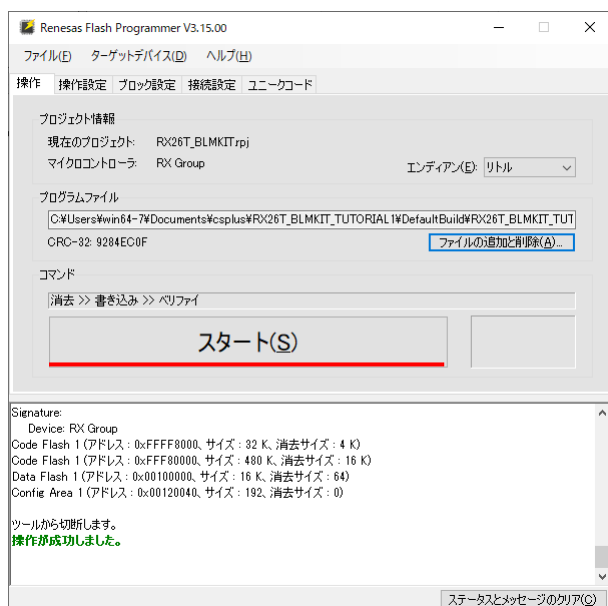 Renesas Flash Programmer V3.15.00
ファイル(F) ターゲットデバイス(D) ヘルプ(H)
操作 操作設定 ブロック設定 接続設定 ユニークコード
プロジェクト情報
現在のプロジェクト: RX26T_BLMKIT.rpj
マイクロコントローラ: RX Group
エンディアン(E): リトル
プログラムファイル
C:¥Users¥win64-7¥Documents¥csplus¥RX26T_BLMKIT_TUTORIAL1¥DefaultBuild¥RX26T_BLMKIT_TUT
CRC-32: 9284EC0F
ファイルの追加と削除(A)...
コマンド
消去 >> 書き込み >> ベリファイ
スタート(S)
Signature:
Device: RX Group
Code Flash 1 (アドレス : 0xFFFF8000、サイズ : 32 K、消去サイズ : 4 K)
Code Flash 1 (アドレス : 0xFFF80000、サイズ : 480 K、消去サイズ : 16 K)
Data Flash 1 (アドレス : 0x00100000、サイズ : 16 K、消去サイズ : 64)
Config Area 1 (アドレス : 0x00120040、サイズ : 192、消去サイズ : 0)
ツールから切断します。
操作が成功しました。
ステータスとメッセージのクリア(C)